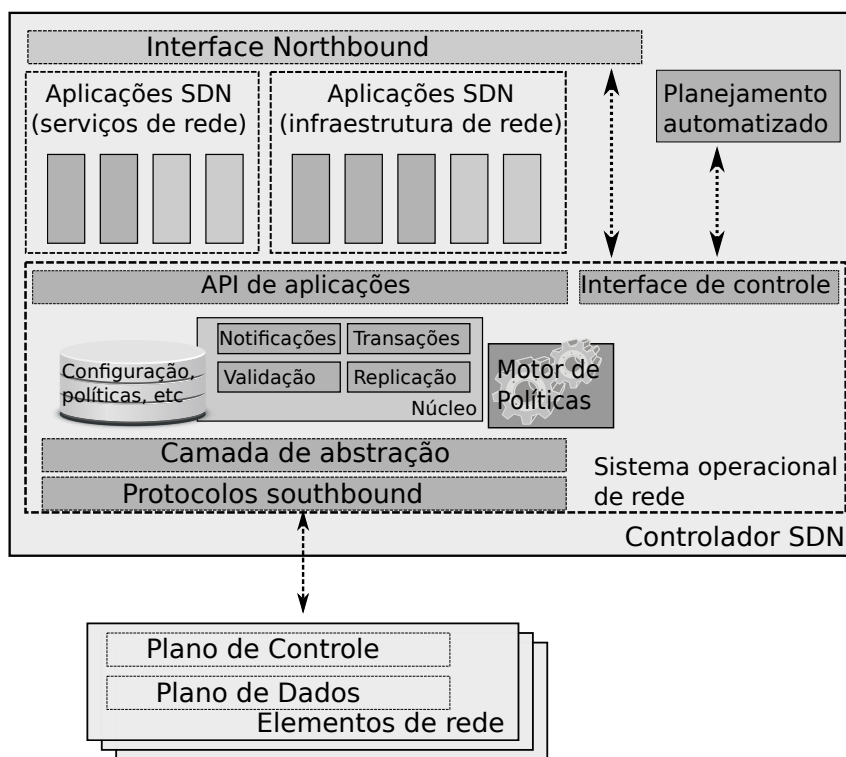 Interface Northbound
Aplicações SDN
(serviços de rede)
Aplicações SDN
(infraestrutura de rede)
Planejamento
automatizado
API de aplicações
Interface de controle
Configuração,
políticas, etc
Notificações
Transações
Validação
Replicação
Núcleo
Motor de
Políticas
Camada de abstração
Protocolos southbound
Sistema operacional
de rede
Controlador SDN
Plano de Controle
Plano de Dados
Elementos de rede